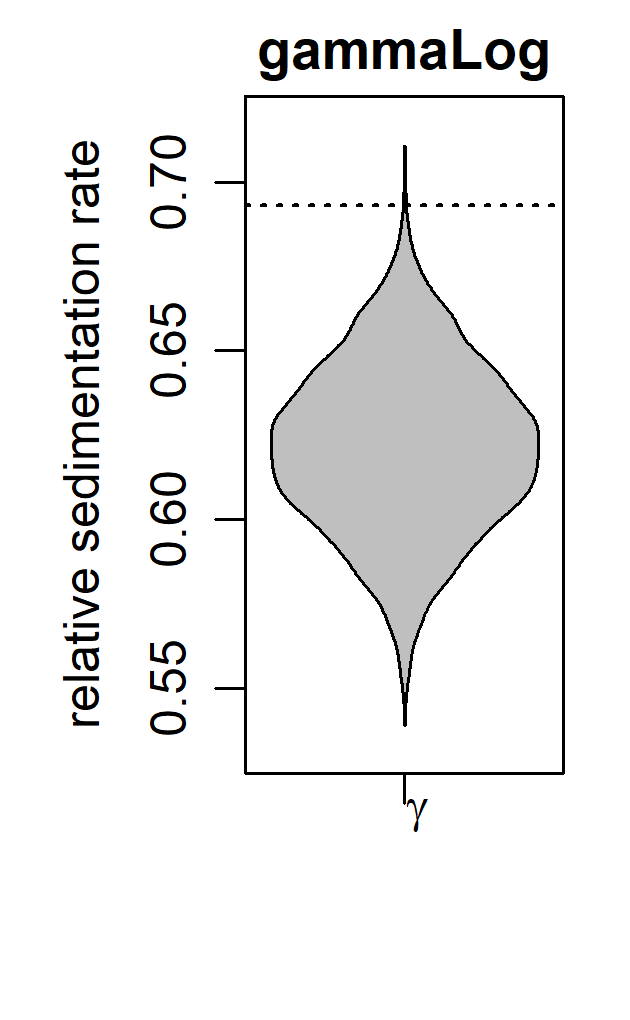 gammaLog
relative sedimentation rate
0.70
0.65
0.60
0.55
γ